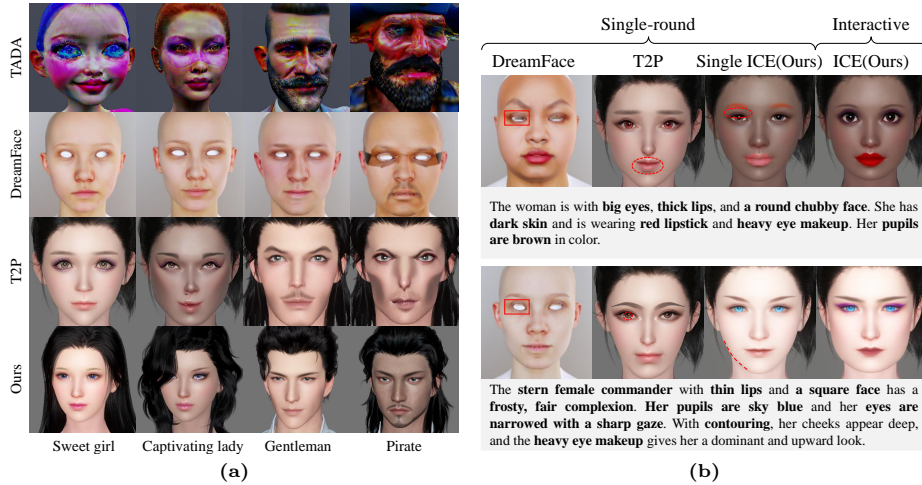 TADA
DreamFace
T2P
Ours
Sweet girl
Captivating lady
Gentleman
Pirate
(a)
Single-round
Interactive
DreamFace
T2P
Single ICE(Ours)
ICE(Ours)
The woman is with big eyes, thick lips, and a round chubby face. She has
dark skin and is wearing red lipstick and heavy eye makeup. Her pupils
are brown in color.
The stern female commander with thin lips and a square face has a
frosty, fair complexion. Her pupils are sky blue and her eyes are
narrowed with a sharp gaze. With contouring, her cheeks appear deep,
and the heavy eye makeup gives her a dominant and upward look.
(b)